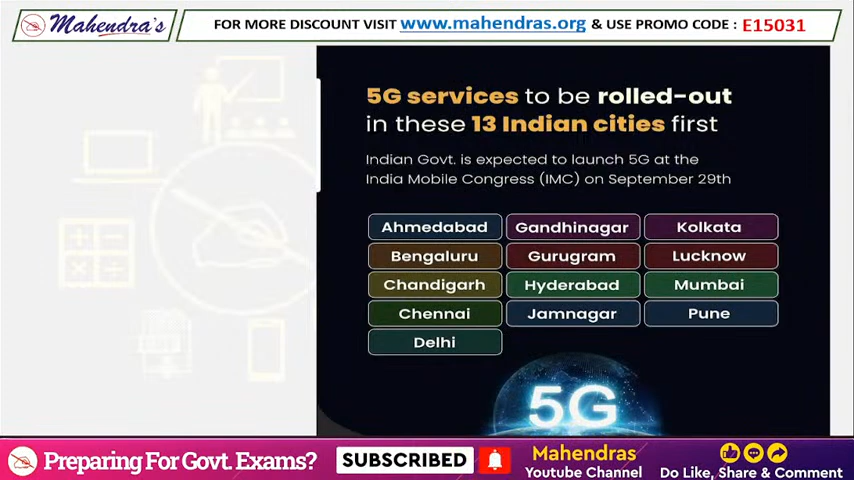 Mahendra's
FOR MORE DISCOUNT VISIT www.mahendras.org & USE PROMO CODE : E15031
5G services to be rolled-out
in these 13 Indian cities first
Indian Govt. is expected to launch 5G at the
India Mobile Congress (IMC) on September 29th
Ahmedabad Gandhinagar Kolkata
Bengaluru Gurugram Lucknow
Chandigarh Hyderabad Mumbai
Chennai Jamnagar Pune
Delhi
5G
Preparing For Govt. Exams?
SUBSCRIBED
Mahendras
Youtube Channel
Do Like, Share & Comment